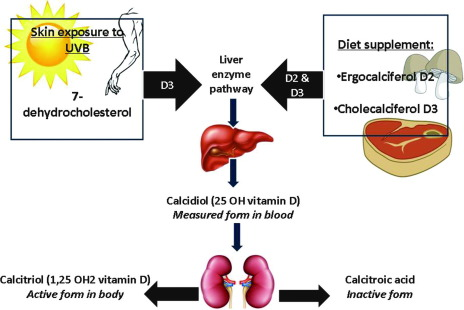 Skin exposure to
UVB
7-
dehydrocholesterol
D3
Liver
enzyme
pathway
D2 &
D3
Diet supplement:
•Ergocalciferol D2
•Cholecalciferol D3
Calcidiol (25 OH vitamin D)
Measured form in blood
Calcitriol (1,25 OH2 vitamin D)
Active form in body
Calcitroic acid
Inactive form